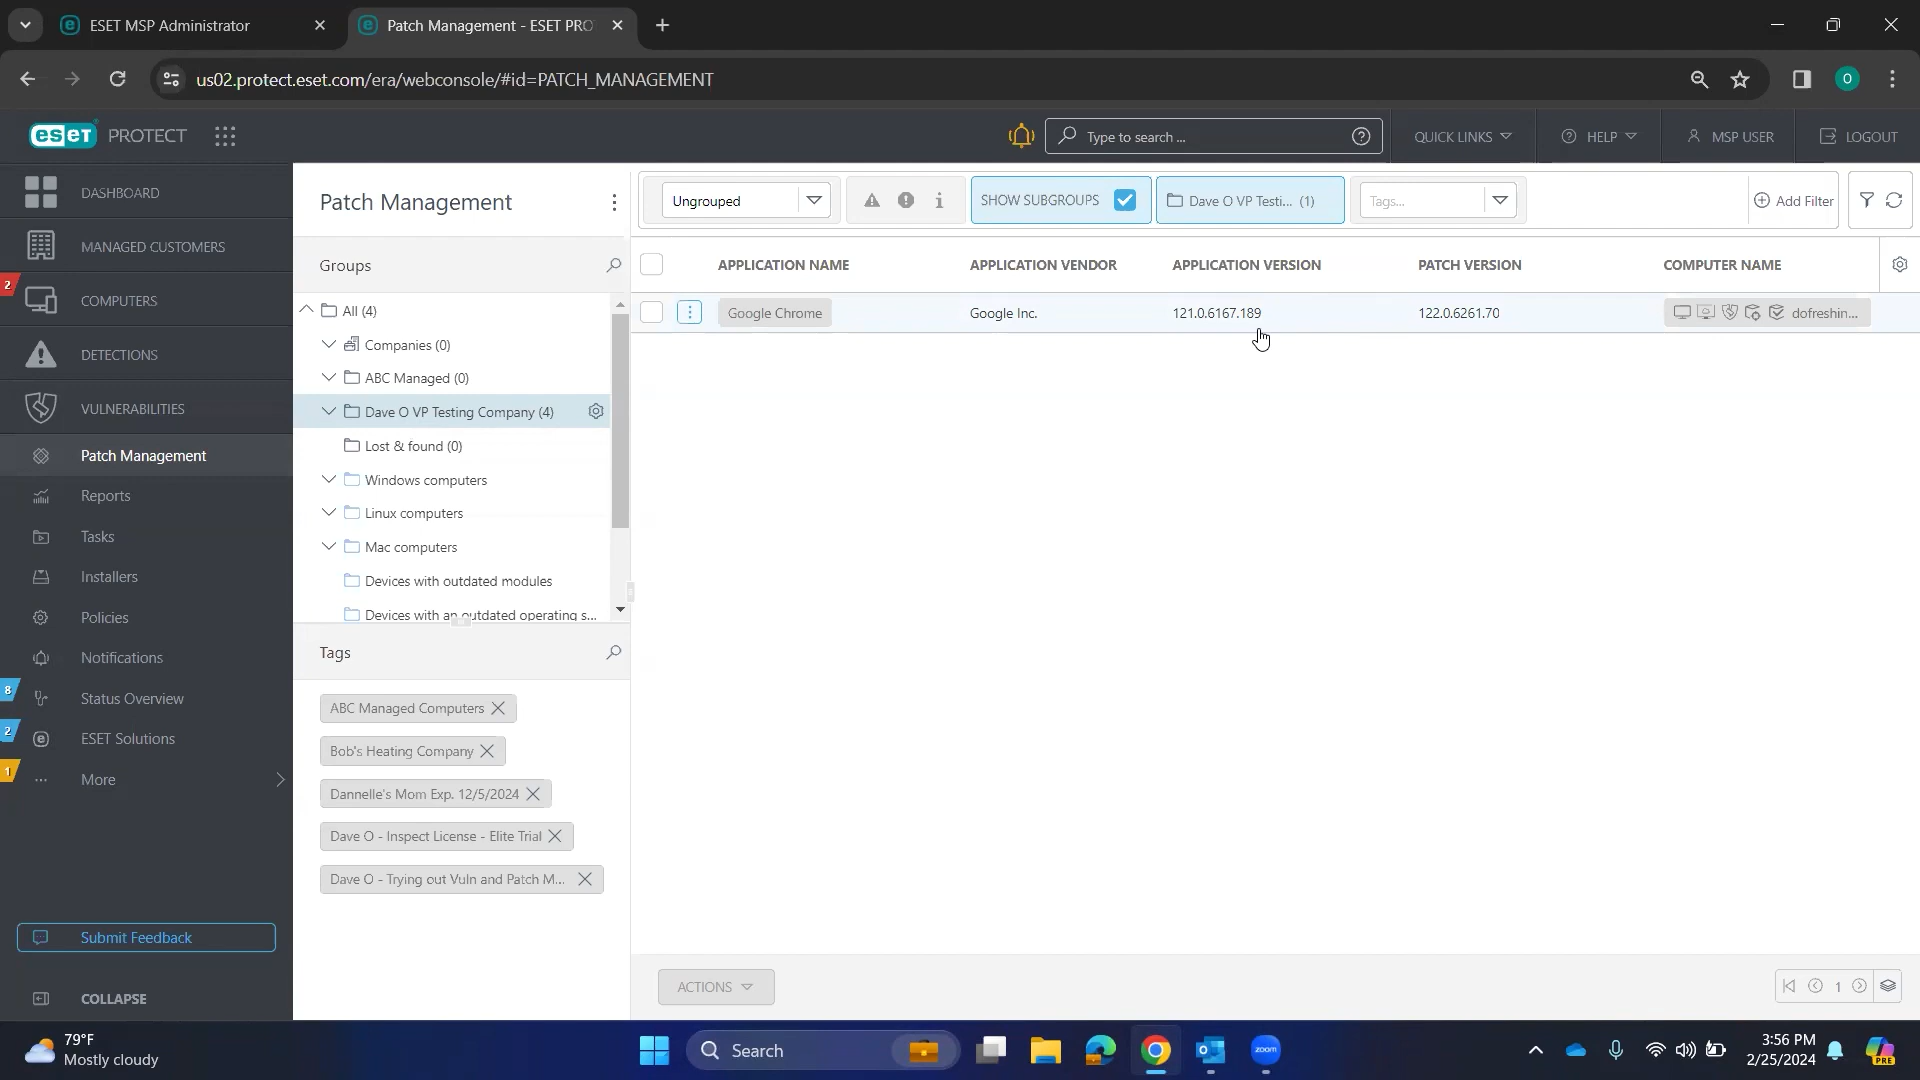 ESET MSP Administrator
Patch Management - ESET PRO
us02.protect.eset.com/era/webconsole/#id=PATCH_MANAGEMENT
O
eseT PROTECT
Type to search ...
QUICK LINKS
HELP
MSP USER
LOGOUT
DASHBOARD
MANAGED CUSTOMERS
2
COMPUTERS
DETECTIONS
VULNERABILITIES
Patch Management
Reports
Tasks
Installers
Policies
Notifications
8
Status Overview
2
ESET Solutions
1
More
Submit Feedback
COLLAPSE
Patch Management
Groups
All (4)
Companies (0)
ABC Managed (0)
Dave O VP Testing Company (4)
Lost & found (0)
Windows computers
Linux computers
Mac computers
Devices with outdated modules
Devices with an outdated operating s...
Tags
ABC Managed Computers
Bob's Heating Company
Dannelle's Mom Exp. 12/5/2024
Dave O - Inspect License - Elite Trial
Dave O - Trying out Vuln and Patch M...
Ungrouped
SHOW SUBGROUPS
Dave O VP Testi... (1)
Tags...
Add Filter
APPLICATION NAME APPLICATION VENDOR APPLICATION VERSION PATCH VERSION COMPUTER NAME
Google Chrome Google Inc. 121.0.6167.189 122.0.6261.70 dofreshin...
ACTIONS
1
79°F
Mostly cloudy
Search
zoom
3:56 PM
2/25/2024
PRE